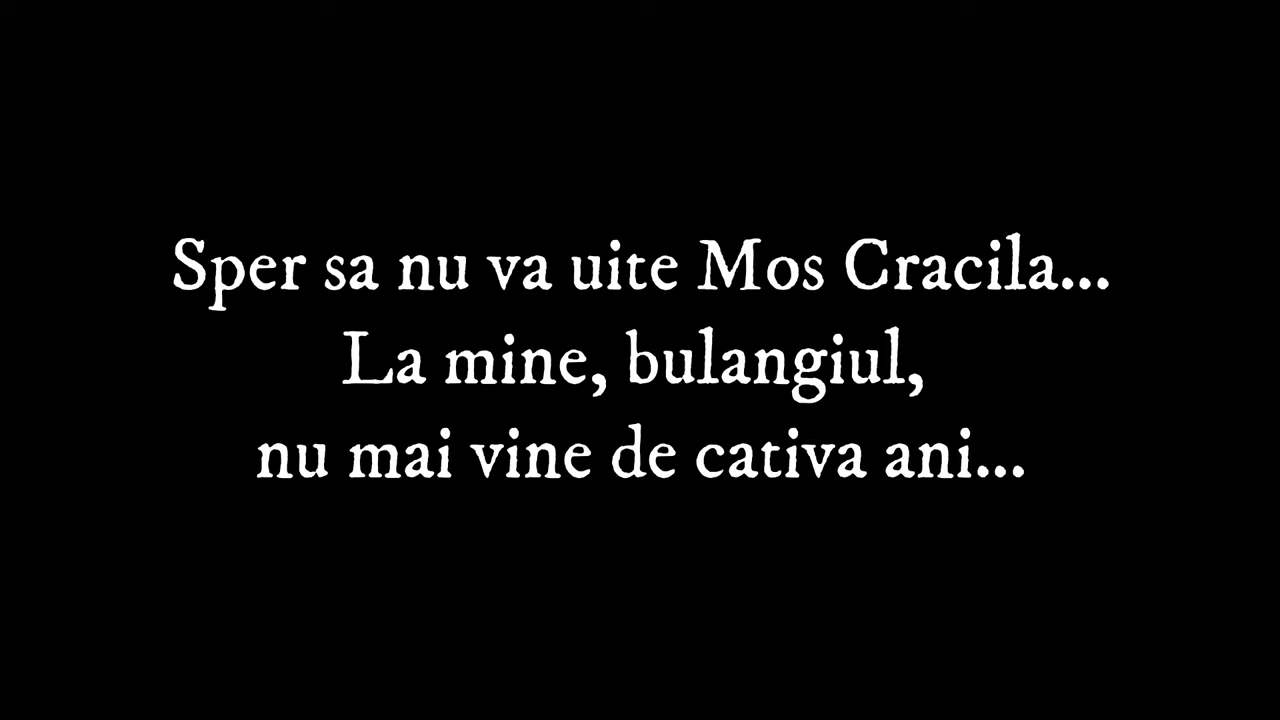 Sper sa nu va uite Mos Cracila...
La mine, bulangiul,
nu mai vine de cativa ani...